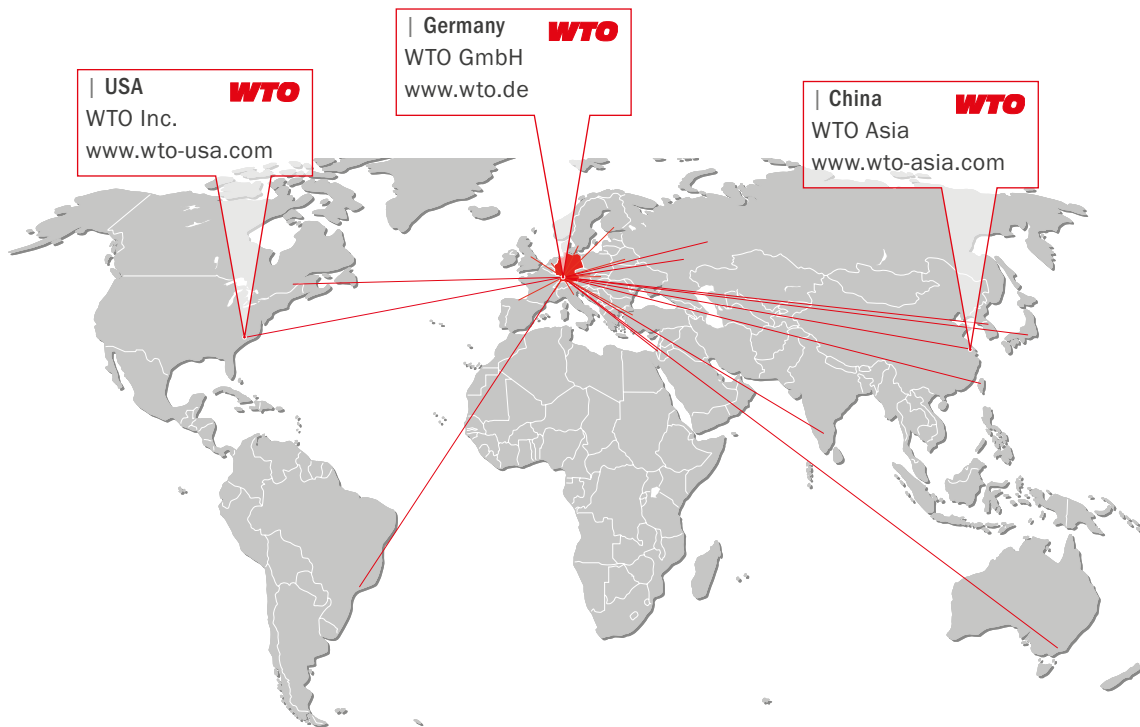 | Germany WTO
WTO GmbH
www.wto.de
| USA WTO
WTO Inc.
www.wto-usa.com
| China WTO
WTO Asia
www.wto-asia.com